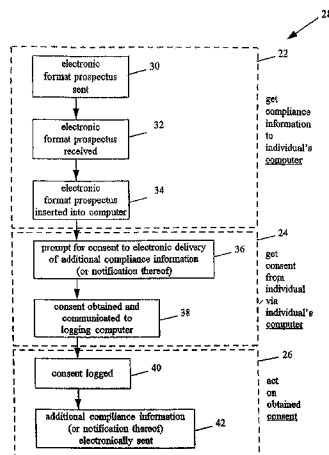 28
22
electronic
format prospectus
sent
30
electronic
format prospectus
received
32
electronic
format prospectus
inserted into computer
34
get
compliance
information
to
individual's
computer
24
prompt for consent to electronic delivery
of additional compliance information
(or notification thereof)
36
consent obtained and
communicated to
logging computer
38
get
consent
from
individual
via
individual's
computer
26
consent logged
40
additional compliance information
(or notification thereof)
electronically sent
42
act
on
obtained
consent